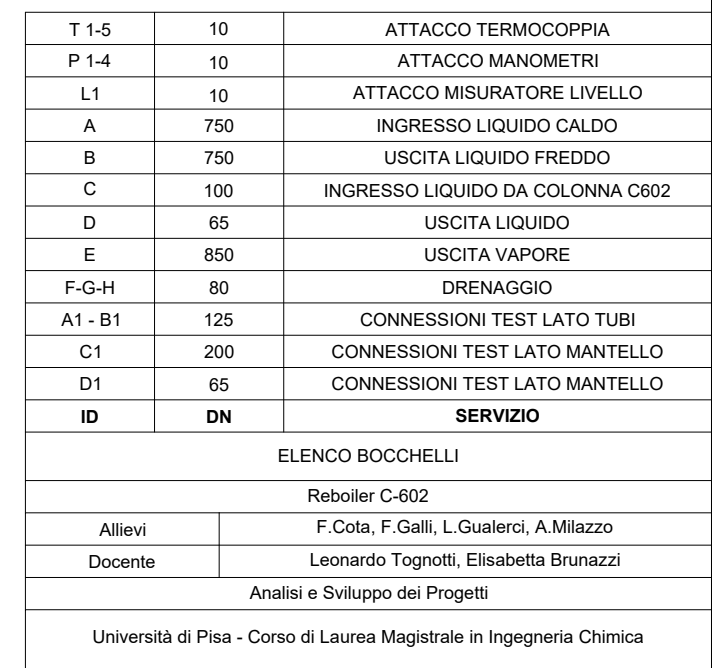 T 1-5 10 ATTACCO TERMOCOPPIA
P 1-4 10 ATTACCO MANOMETRI
L1 10 ATTACCO MISURATORE LIVELLO
A 750 INGRESSO LIQUIDO CALDO
B 750 USCITA LIQUIDO FREDDO
C 100 INGRESSO LIQUIDO DA COLONNA C602
D 65 USCITA LIQUIDO
E 850 USCITA VAPORE
F-G-H 80 DRENAGGIO
A1 - B1 125 CONNESSIONI TEST LATO TUBI
C1 200 CONNESSIONI TEST LATO MANTELLO
D1 65 CONNESSIONI TEST LATO MANTELLO
ID DN SERVIZIO
ELENCO BOCCHELLI
Reboiler C-602
Allievi F.Cota, F.Galli, L.Gualerci, A.Milazzo
Docente Leonardo Tognotti, Elisabetta Brunazzi
Analisi e Sviluppo dei Progetti
Università di Pisa - Corso di Laurea Magistrale in Ingegneria Chimica